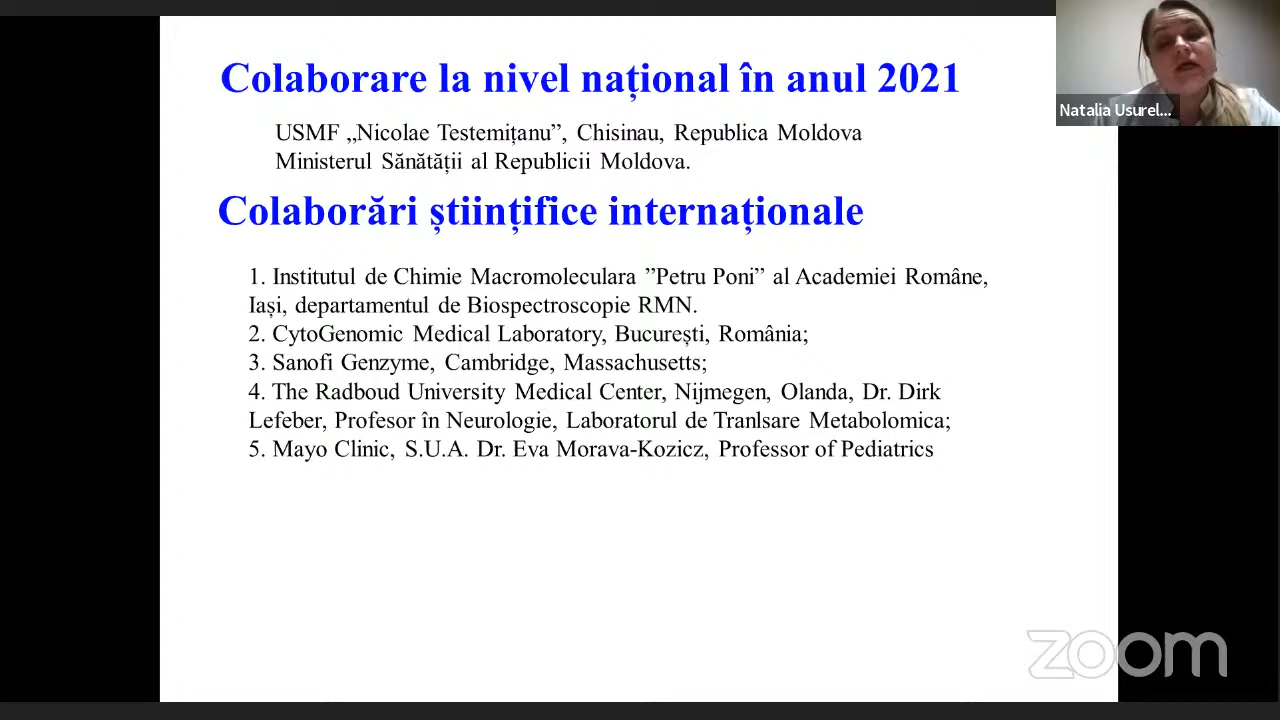 Colaborare la nivel național în anul 2021
USMF „Nicolae Testemițanu”, Chisinau, Republica Moldova
Ministerul Sănătății al Republicii Moldova.
Colaborări științifice internaționale
1. Institutul de Chimie Macromoleculara ”Petru Poni” al Academiei Române,
Iași, departamentul de Biospectroscopie RMN.
2. CytoGenomic Medical Laboratory, București, România;
3. Sanofi Genzyme, Cambridge, Massachusetts;
4. The Radboud University Medical Center, Nijmegen, Olanda, Dr. Dirk
Lefeber, Profesor în Neurologie, Laboratorul de Tranlsare Metabolomica;
5. Mayo Clinic, S.U.A. Dr. Eva Morava-Kozicz, Professor of Pediatrics
Natalia Usurel...
zoom